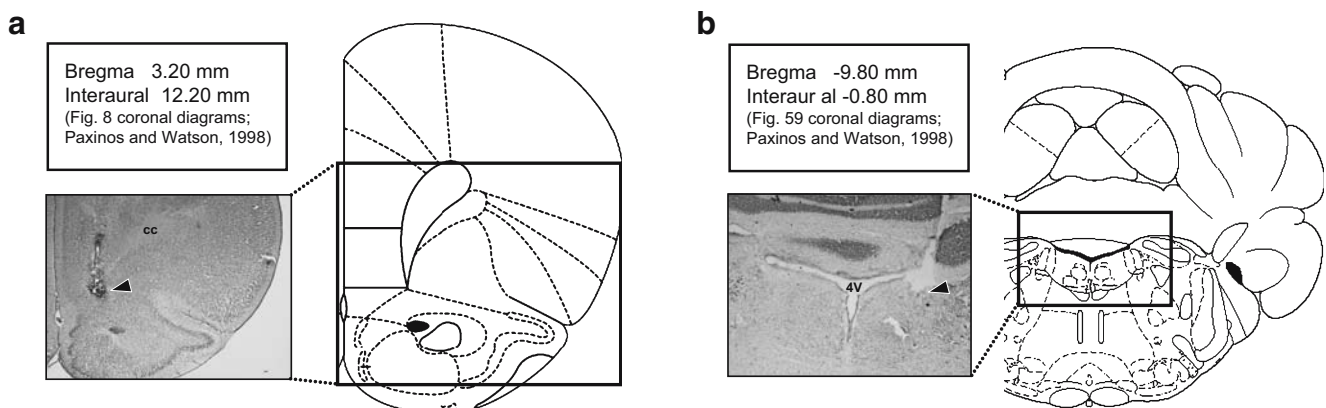 a
Bregma 3.20 mm
Interaural 12.20 mm
(Fig. 8 coronal diagrams;
Paxinos and Watson, 1998)
cc
b
Bregma -9.80 mm
Interaur al -0.80 mm
(Fig. 59 coronal diagrams;
Paxinos and Watson, 1998)
4V